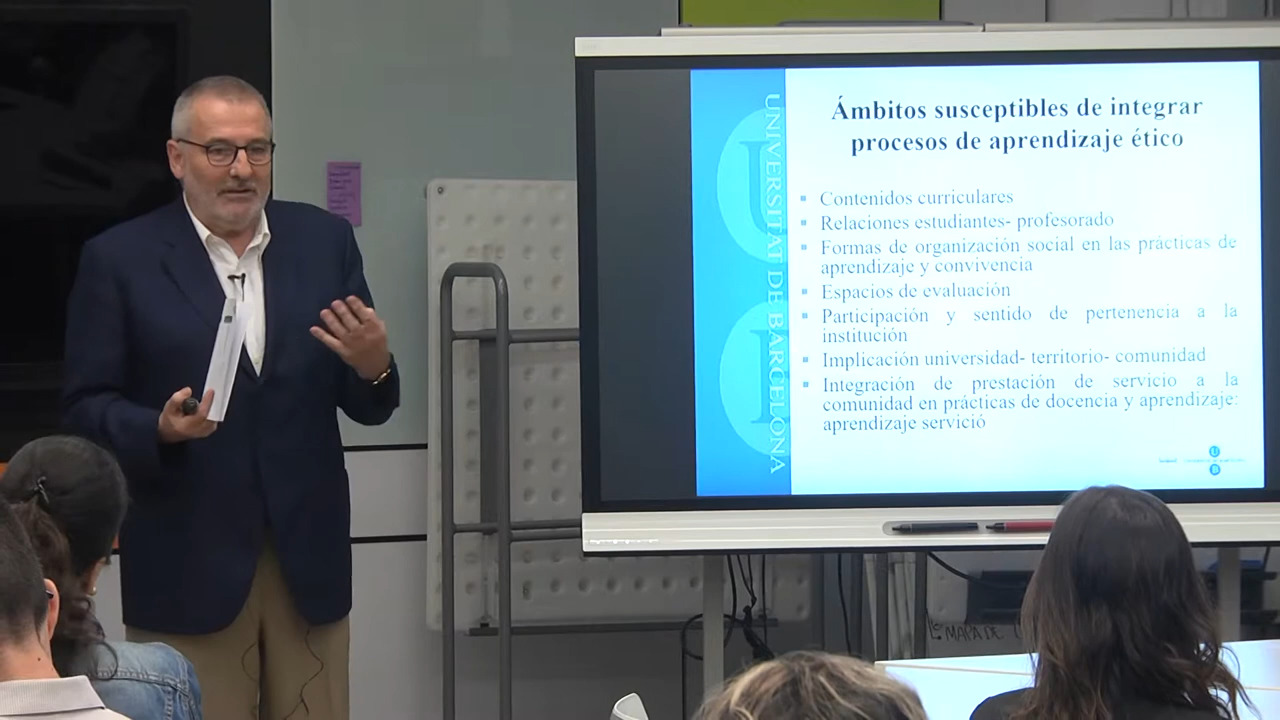 Ámbitos susceptibles de integrar
procesos de aprendizaje ético
UNIVERSITAT DE BARCELONA
U
B
▪ Contenidos curriculares
▪ Relaciones estudiantes- profesorado
▪ Formas de organización social en las prácticas de
aprendizaje y convivencia
▪ Espacios de evaluación
▪ Participación y sentido de pertenencia a la
institución
▪ Implicación universidad- territorio- comunidad
▪ Integración de prestación de servicio a la
comunidad en prácticas de docencia y aprendizaje:
aprendizaje servició
U
B
MAPA DE